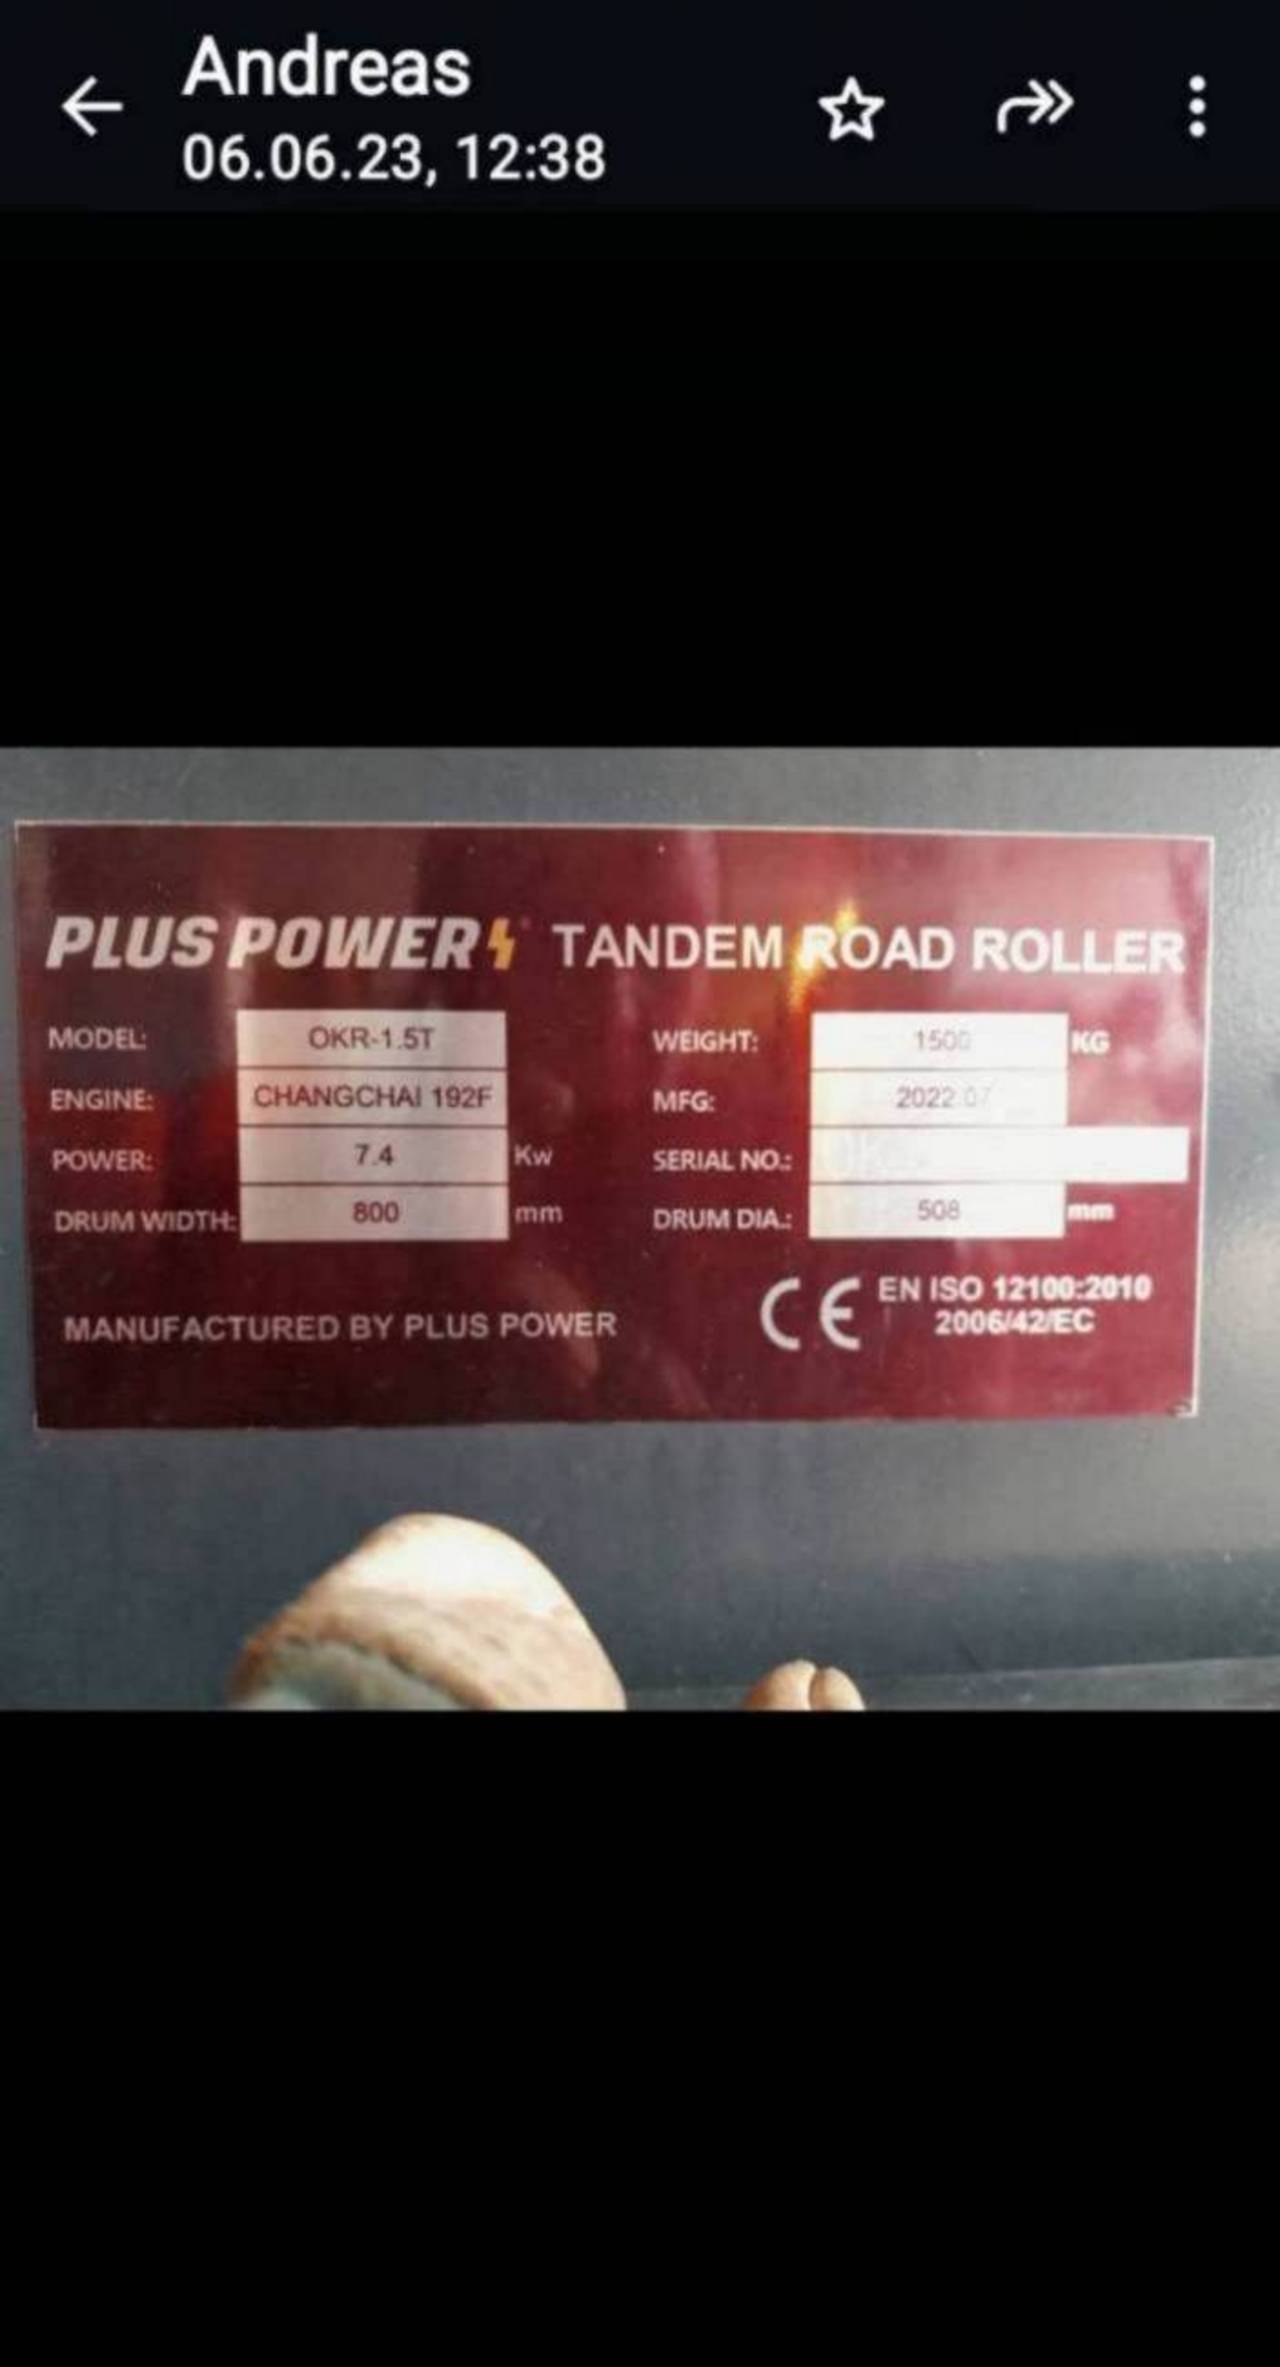 Andreas
06.06.23, 12:38
PLUS POWER TANDEM ROAD ROLLER
MODEL: OKR-1.5T WEIGHT: 1500 KG
ENGINE: CHANGCHAI 192F MFG: 2022.07
POWER: 7.4 Kw SERIAL NO.:
DRUM WIDTH: 800 mm DRUM DIA.: 508 mm
MANUFACTURED BY PLUS POWER CE EN ISO 12100:2010
2006/42/EC